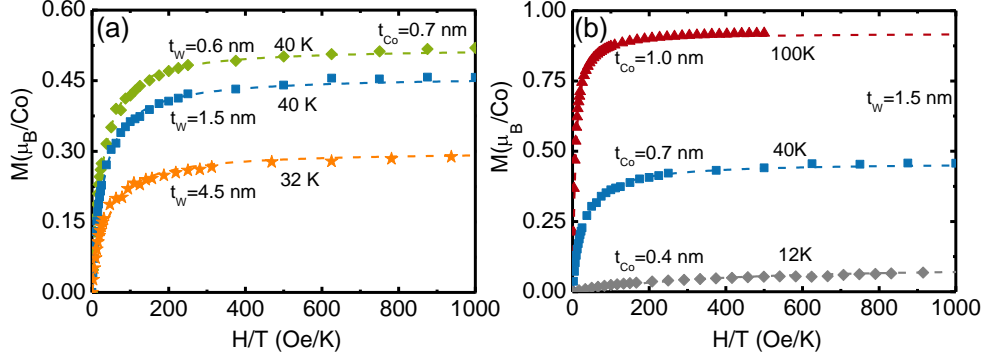 (a)
t_Co=0.7 nm
t_W=0.6 nm
40 K
40 K
t_W=1.5 nm
32 K
t_W=4.5 nm
M(μ_B/Co)
0.45
0.30
0.15
0.00
0 200 400 600 800 1000
H/T (Oe/K)
(b)
1.00
t_Co=1.0 nm
100K
0.75
t_W=1.5 nm
M(μ_B/Co)
0.50
t_Co=0.7 nm
40K
0.25
t_Co=0.4 nm
12K
0.00
0 200 400 600 800 1000
H/T (Oe/K)